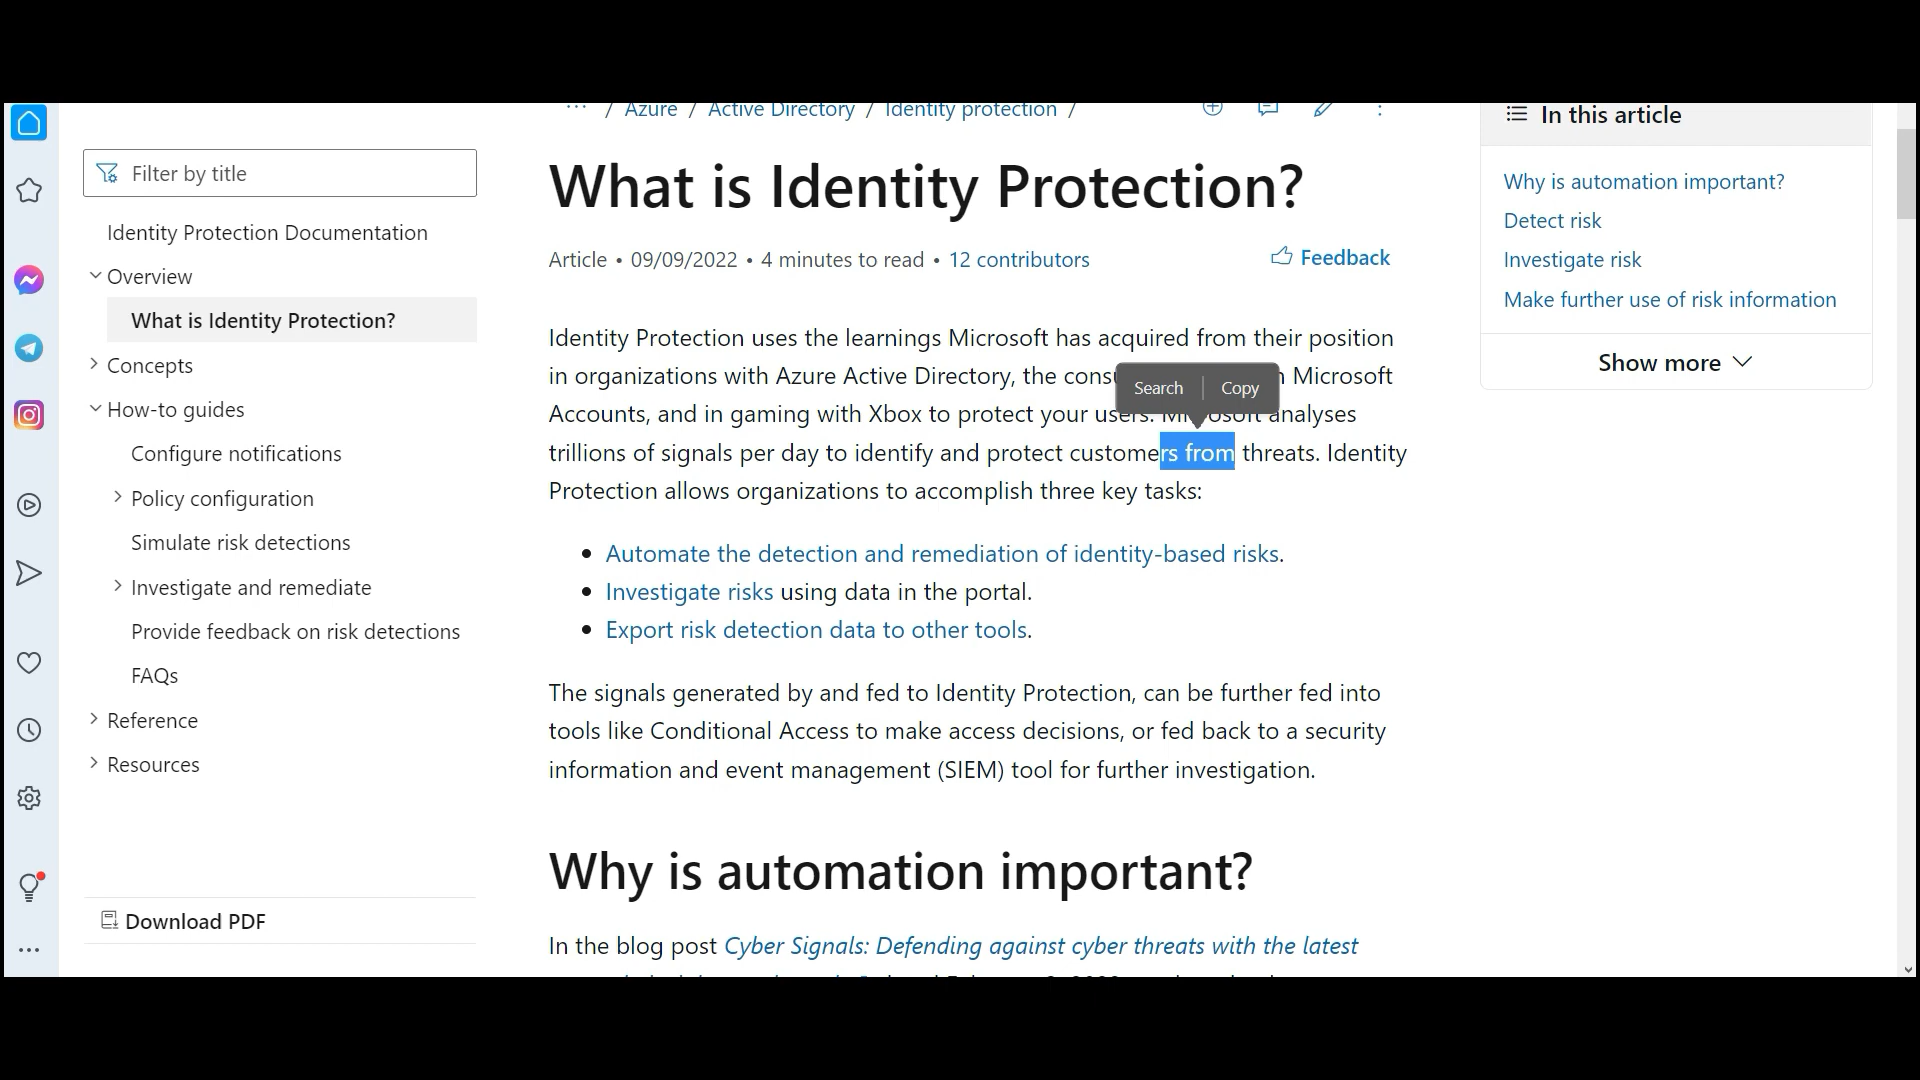 ··· / Azure / Active Directory / Identity protection /
Filter by title
Identity Protection Documentation
Overview
What is Identity Protection?
Concepts
How-to guides
Configure notifications
Policy configuration
Simulate risk detections
Investigate and remediate
Provide feedback on risk detections
FAQs
Reference
Resources
Download PDF
What is Identity Protection?
Article • 09/09/2022 • 4 minutes to read • 12 contributors
Feedback
Identity Protection uses the learnings Microsoft has acquired from their position
in organizations with Azure Active Directory, the Microsoft
Search Copy
Accounts, and in gaming with Xbox to protect your users. Microsoft analyses
trillions of signals per day to identify and protect customers from threats. Identity
Protection allows organizations to accomplish three key tasks:
• Automate the detection and remediation of identity-based risks.
• Investigate risks using data in the portal.
• Export risk detection data to other tools.
The signals generated by and fed to Identity Protection, can be further fed into
tools like Conditional Access to make access decisions, or fed back to a security
information and event management (SIEM) tool for further investigation.
Why is automation important?
In the blog post Cyber Signals: Defending against cyber threats with the latest
In this article
Why is automation important?
Detect risk
Investigate risk
Make further use of risk information
Show more